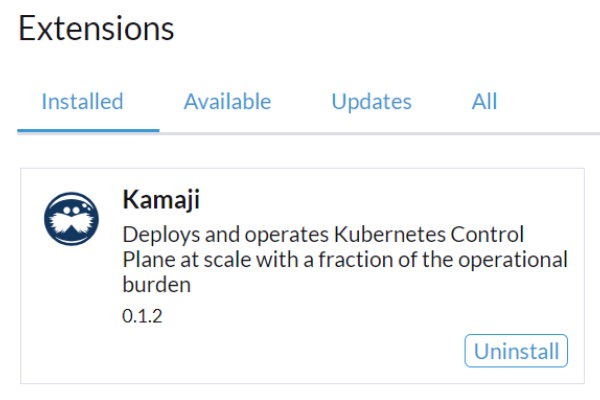 Extensions
Installed Available Updates All
Kamaji
Deploys and operates Kubernetes Control
Plane at scale with a fraction of the operational
burden
0.1.2
Uninstall